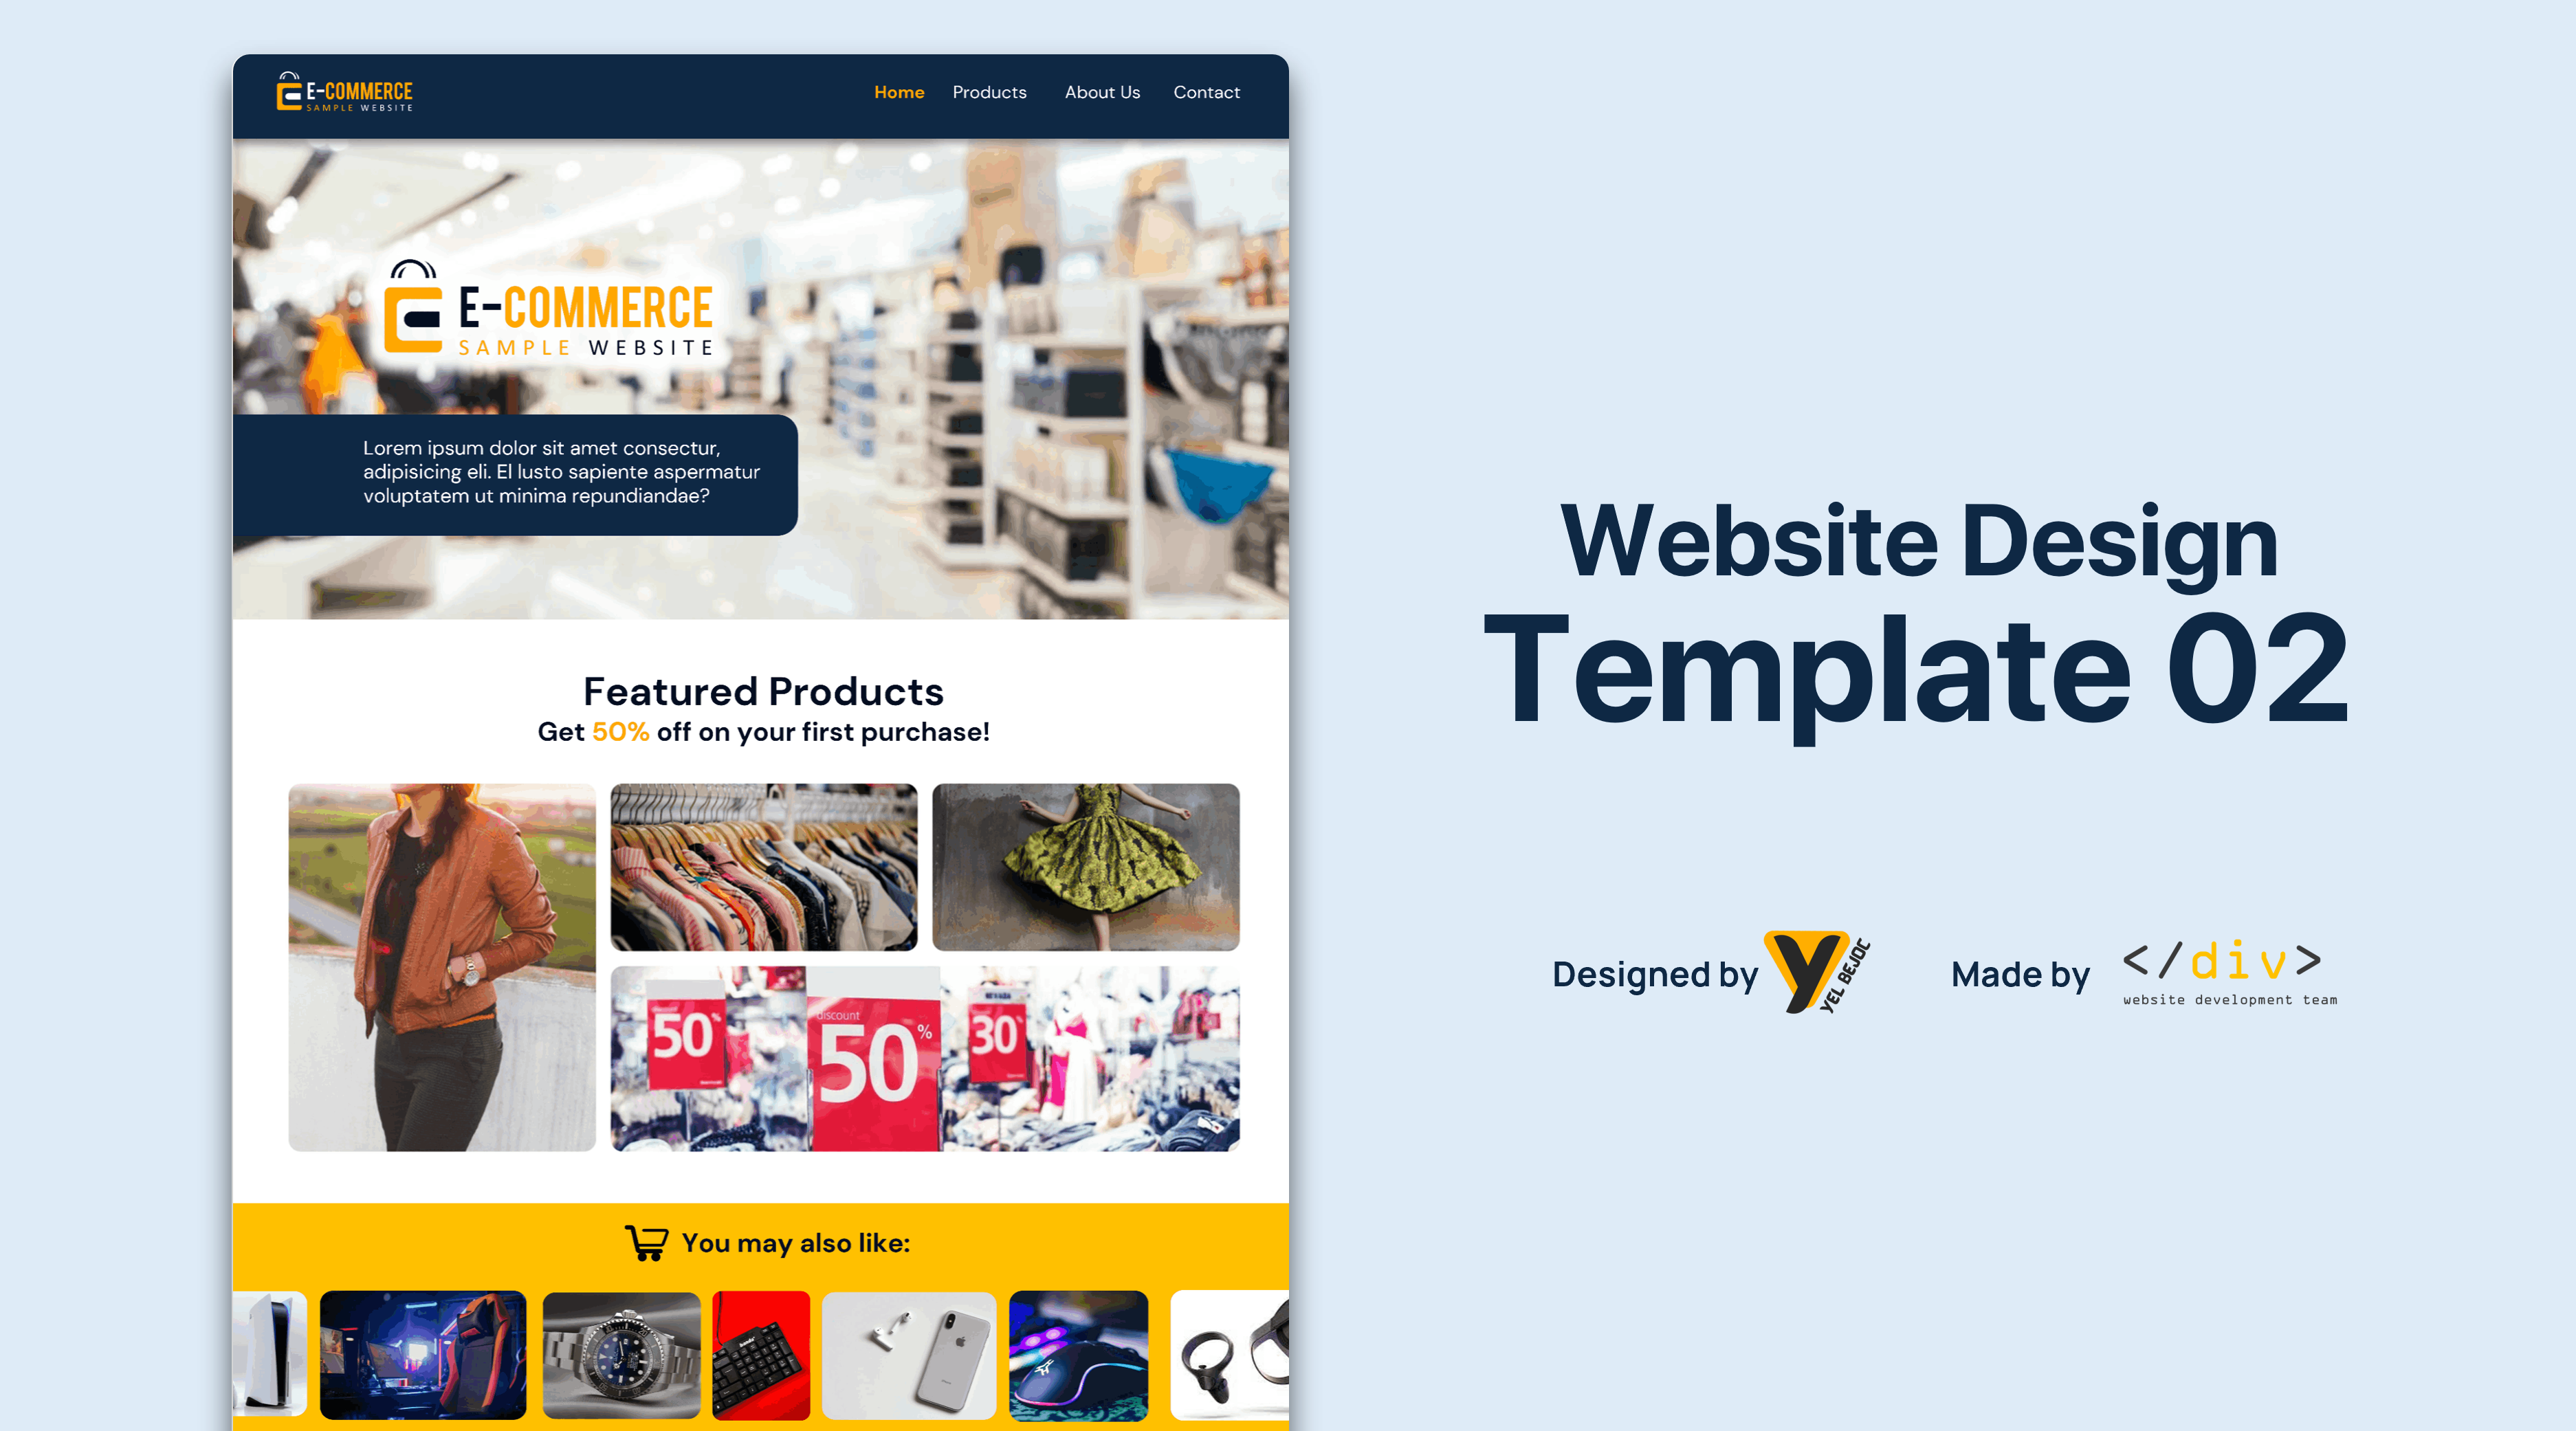 E-COMMERCE
SAMPLE WEBSITE
Home Products About Us Contact
E-COMMERCE
SAMPLE WEBSITE
Lorem ipsum dolor sit amet consectur,
adipisicing eli. El lusto sapiente aspermatur
voluptatem ut minima repundiandae?
Featured Products
Get 50% off on your first purchase!
50%
discount
50%
30%
You may also like:
Website Design
Template 02
Designed by
YEL BEJOC
Made by
</div>
website development team